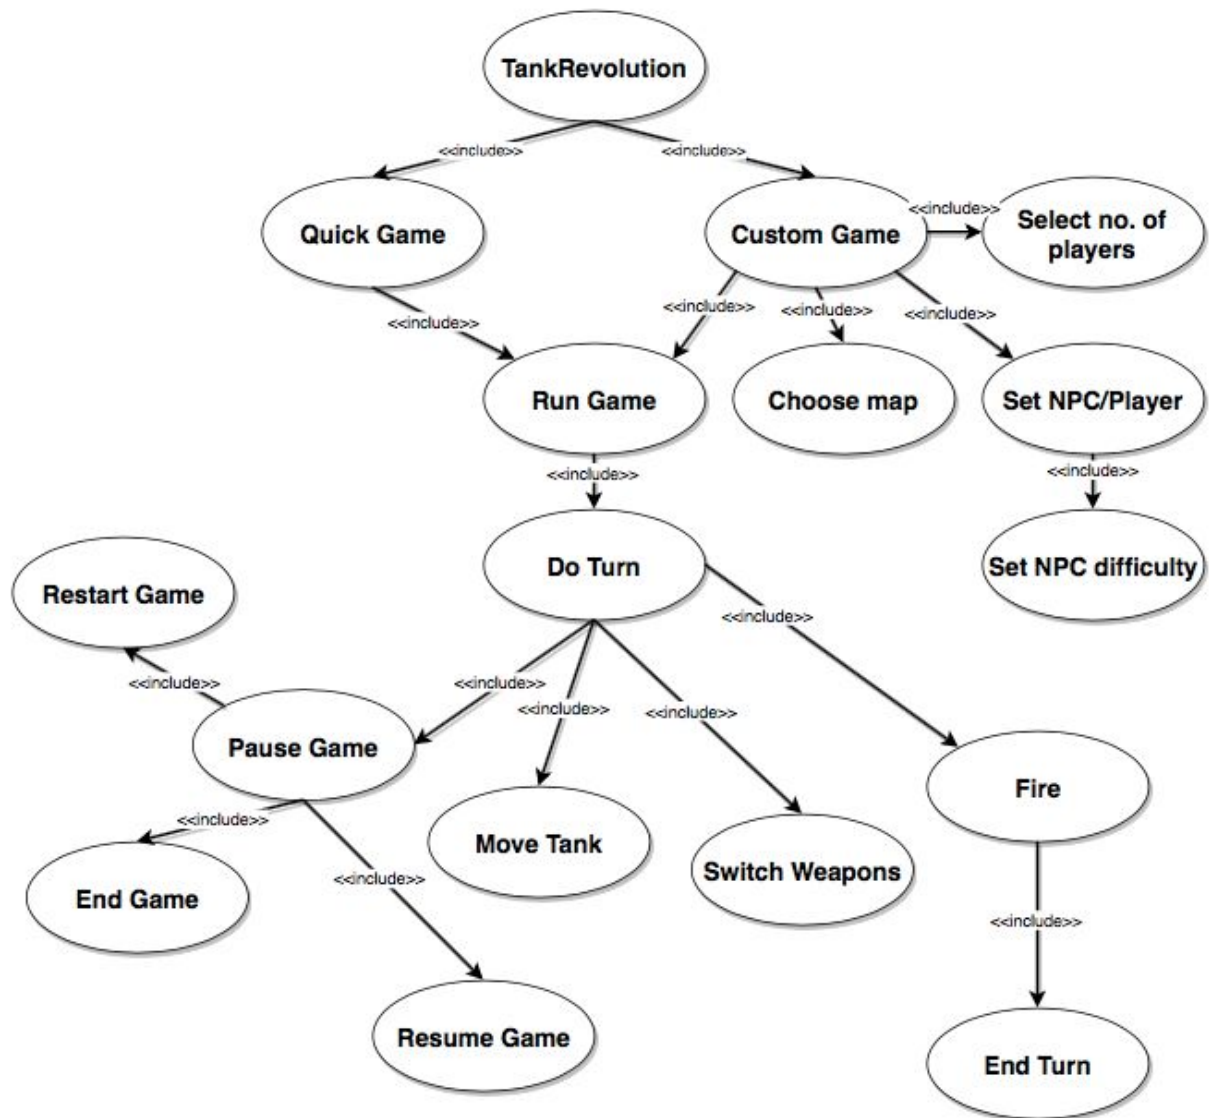 TankRevolution
<<include>>
<<include>>
Quick Game
Custom Game
<<include>>
Select no. of
players
<<include>>
<<include>>
<<include>>
<<include>>
Run Game
Choose map
Set NPC/Player
<<include>>
<<include>>
Do Turn
Set NPC difficulty
Restart Game
<<include>>
<<include>>
<<include>>
<<include>>
<<include>>
Pause Game
Fire
<<include>>
Move Tank
Switch Weapons
<<include>>
End Game
<<include>>
Resume Game
End Turn